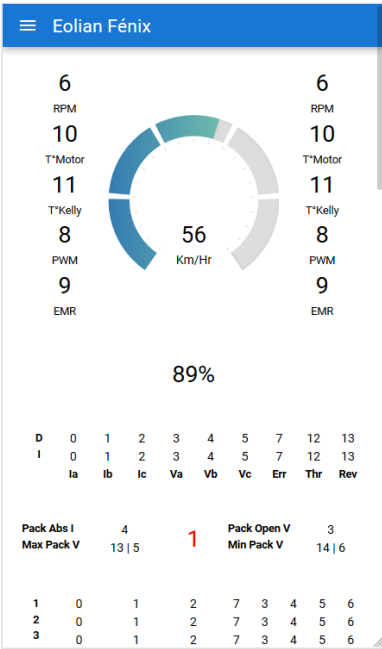 Eolian Fénix
6 6
RPM RPM
10 10
T°Motor T°Motor
11 11
T°Kelly T°Kelly
8 56 8
PWM Km/Hr PWM
9 9
EMR EMR
89%
D 0 1 2 3 4 5 7 12 13
I 0 1 2 3 4 5 7 12 13
Ia Ib Ic Va Vb Vc Err Thr Rev
Pack Abs I 4 1 Pack Open V 3
Max Pack V 13 | 5 Min Pack V 14 | 6
1 0 1 2 7 3 4 5 6
2 0 1 2 7 3 4 5 6
3 0 1 2 7 3 4 5 6